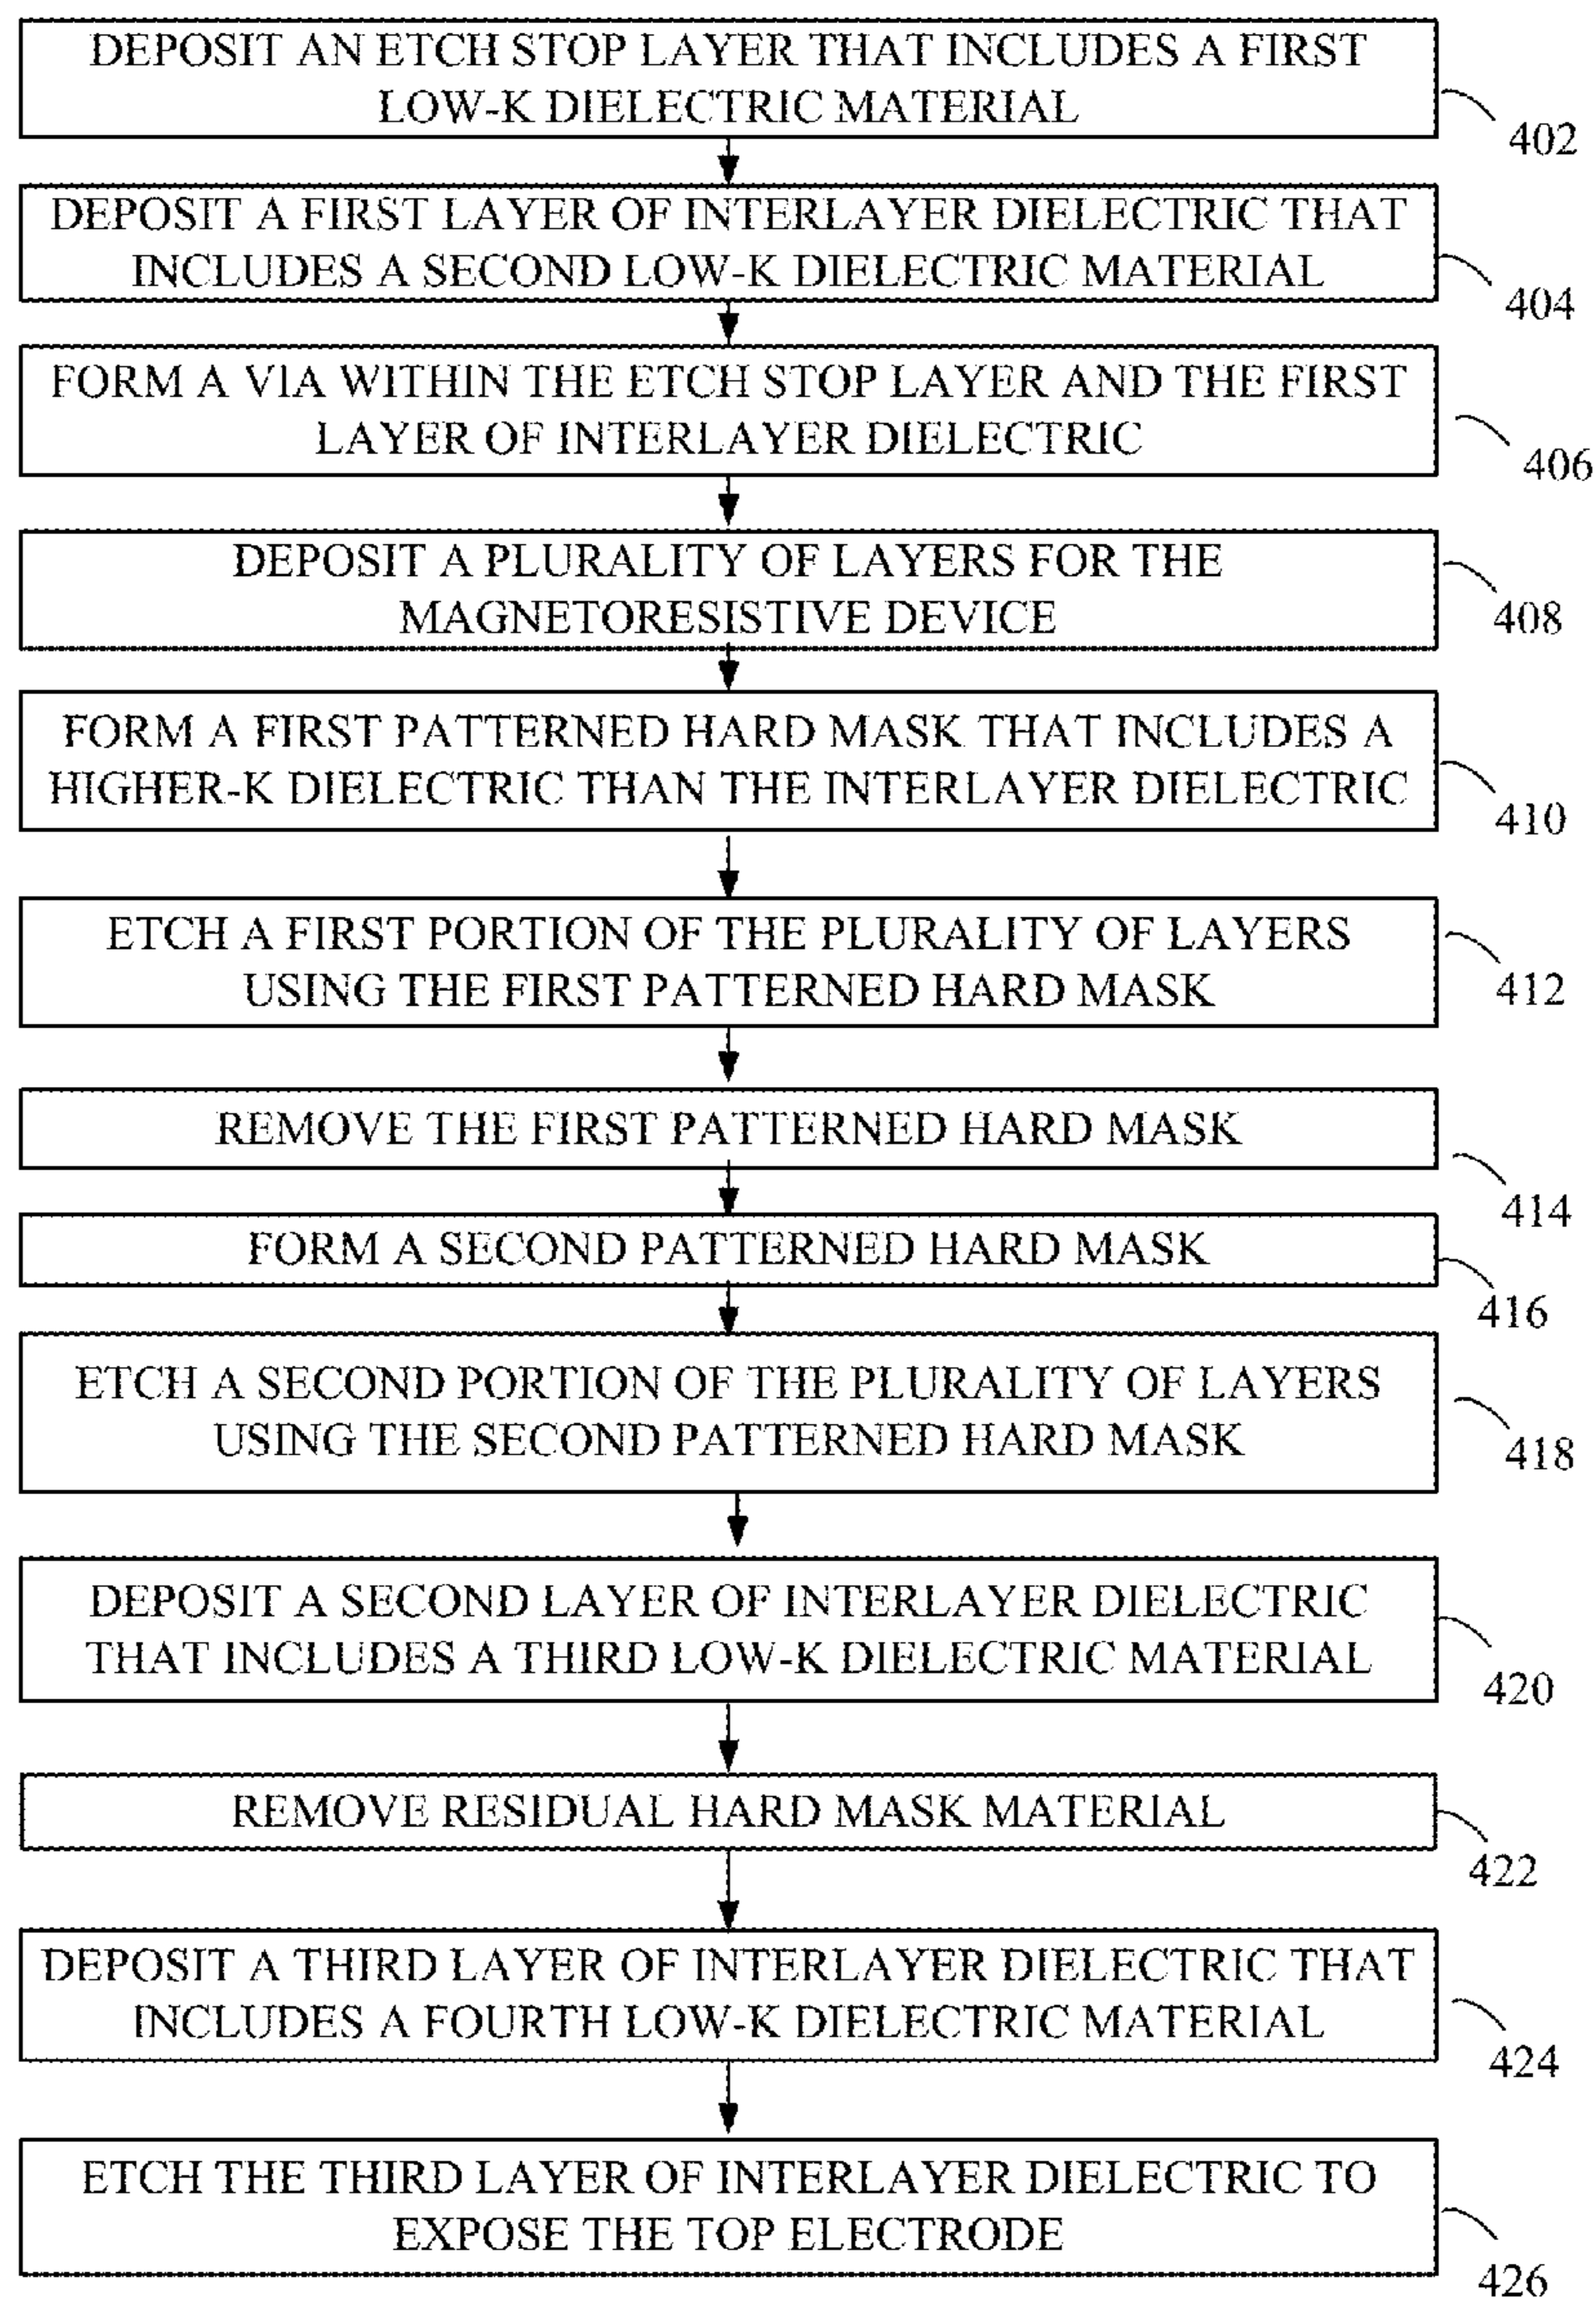 DEPOSIT AN ETCH STOP LAYER THAT INCLUDES A FIRST
LOW-K DIELECTRIC MATERIAL
402
DEPOSIT A FIRST LAYER OF INTERLAYER DIELECTRIC THAT
INCLUDES A SECOND LOW-K DIELECTRIC MATERIAL
404
FORM A VIA WITHIN THE ETCH STOP LAYER AND THE FIRST
LAYER OF INTERLAYER DIELECTRIC
406
DEPOSIT A PLURALITY OF LAYERS FOR THE
MAGNETORESISTIVE DEVICE
408
FORM A FIRST PATTERNED HARD MASK THAT INCLUDES A
HIGHER-K DIELECTRIC THAN THE INTERLAYER DIELECTRIC
410
ETCH A FIRST PORTION OF THE PLURALITY OF LAYERS
USING THE FIRST PATTERNED HARD MASK
412
REMOVE THE FIRST PATTERNED HARD MASK
414
FORM A SECOND PATTERNED HARD MASK
416
ETCH A SECOND PORTION OF THE PLURALITY OF LAYERS
USING THE SECOND PATTERNED HARD MASK
418
DEPOSIT A SECOND LAYER OF INTERLAYER DIELECTRIC
THAT INCLUDES A THIRD LOW-K DIELECTRIC MATERIAL
420
REMOVE RESIDUAL HARD MASK MATERIAL
422
DEPOSIT A THIRD LAYER OF INTERLAYER DIELECTRIC THAT
INCLUDES A FOURTH LOW-K DIELECTRIC MATERIAL
424
ETCH THE THIRD LAYER OF INTERLAYER DIELECTRIC TO
EXPOSE THE TOP ELECTRODE
426